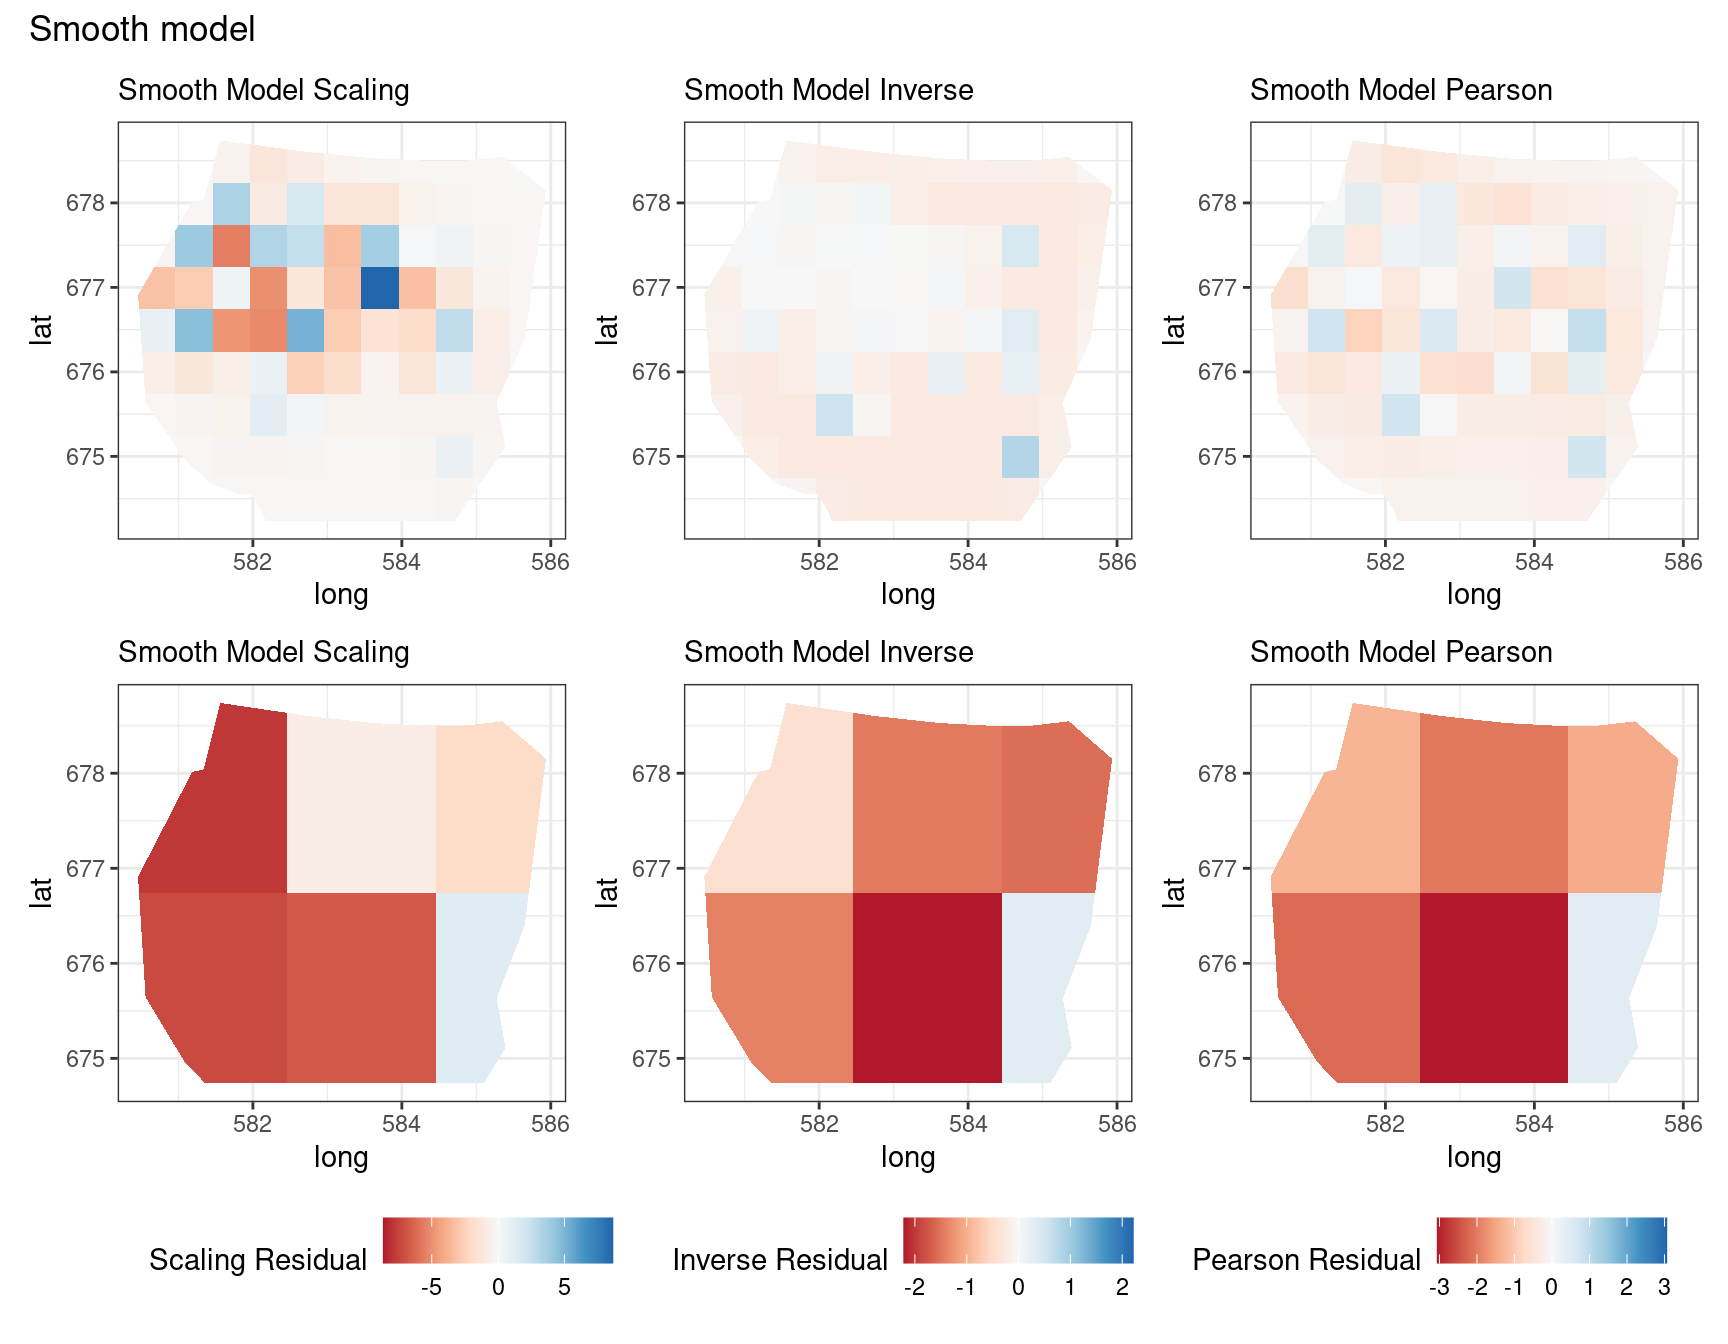 Smooth model
Smooth Model Scaling
Smooth Model Inverse
Smooth Model Pearson
678
677
676
675
lat
582
584
586
long
678
677
676
675
lat
582
584
586
long
678
677
676
675
lat
582
584
586
long
Smooth Model Scaling
Smooth Model Inverse
Smooth Model Pearson
678
677
676
675
lat
582
584
586
long
678
677
676
675
lat
582
584
586
long
678
677
676
675
lat
582
584
586
long
Scaling Residual
-5 0 5
Inverse Residual
-2 -1 0 1 2
Pearson Residual
-3 -2 -1 0 1 2 3